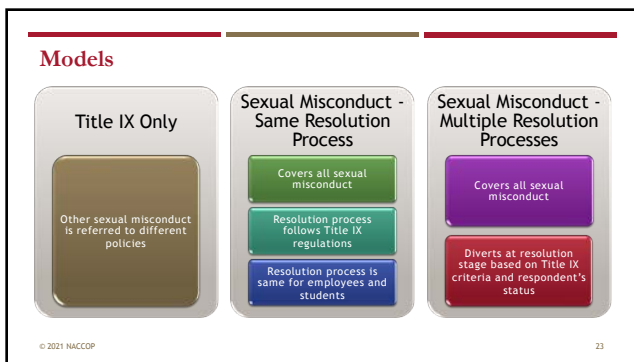 Models
Title IX Only
Other sexual misconduct
is referred to different
policies
Sexual Misconduct -
Same Resolution
Process
Covers all sexual
misconduct
Resolution process
follows Title IX
regulations
Resolution process is
same for employees and
students
Sexual Misconduct -
Multiple Resolution
Processes
Covers all sexual
misconduct
Diverts at resolution
stage based on Title IX
criteria and respondent's
status
© 2021 NACCOP
23